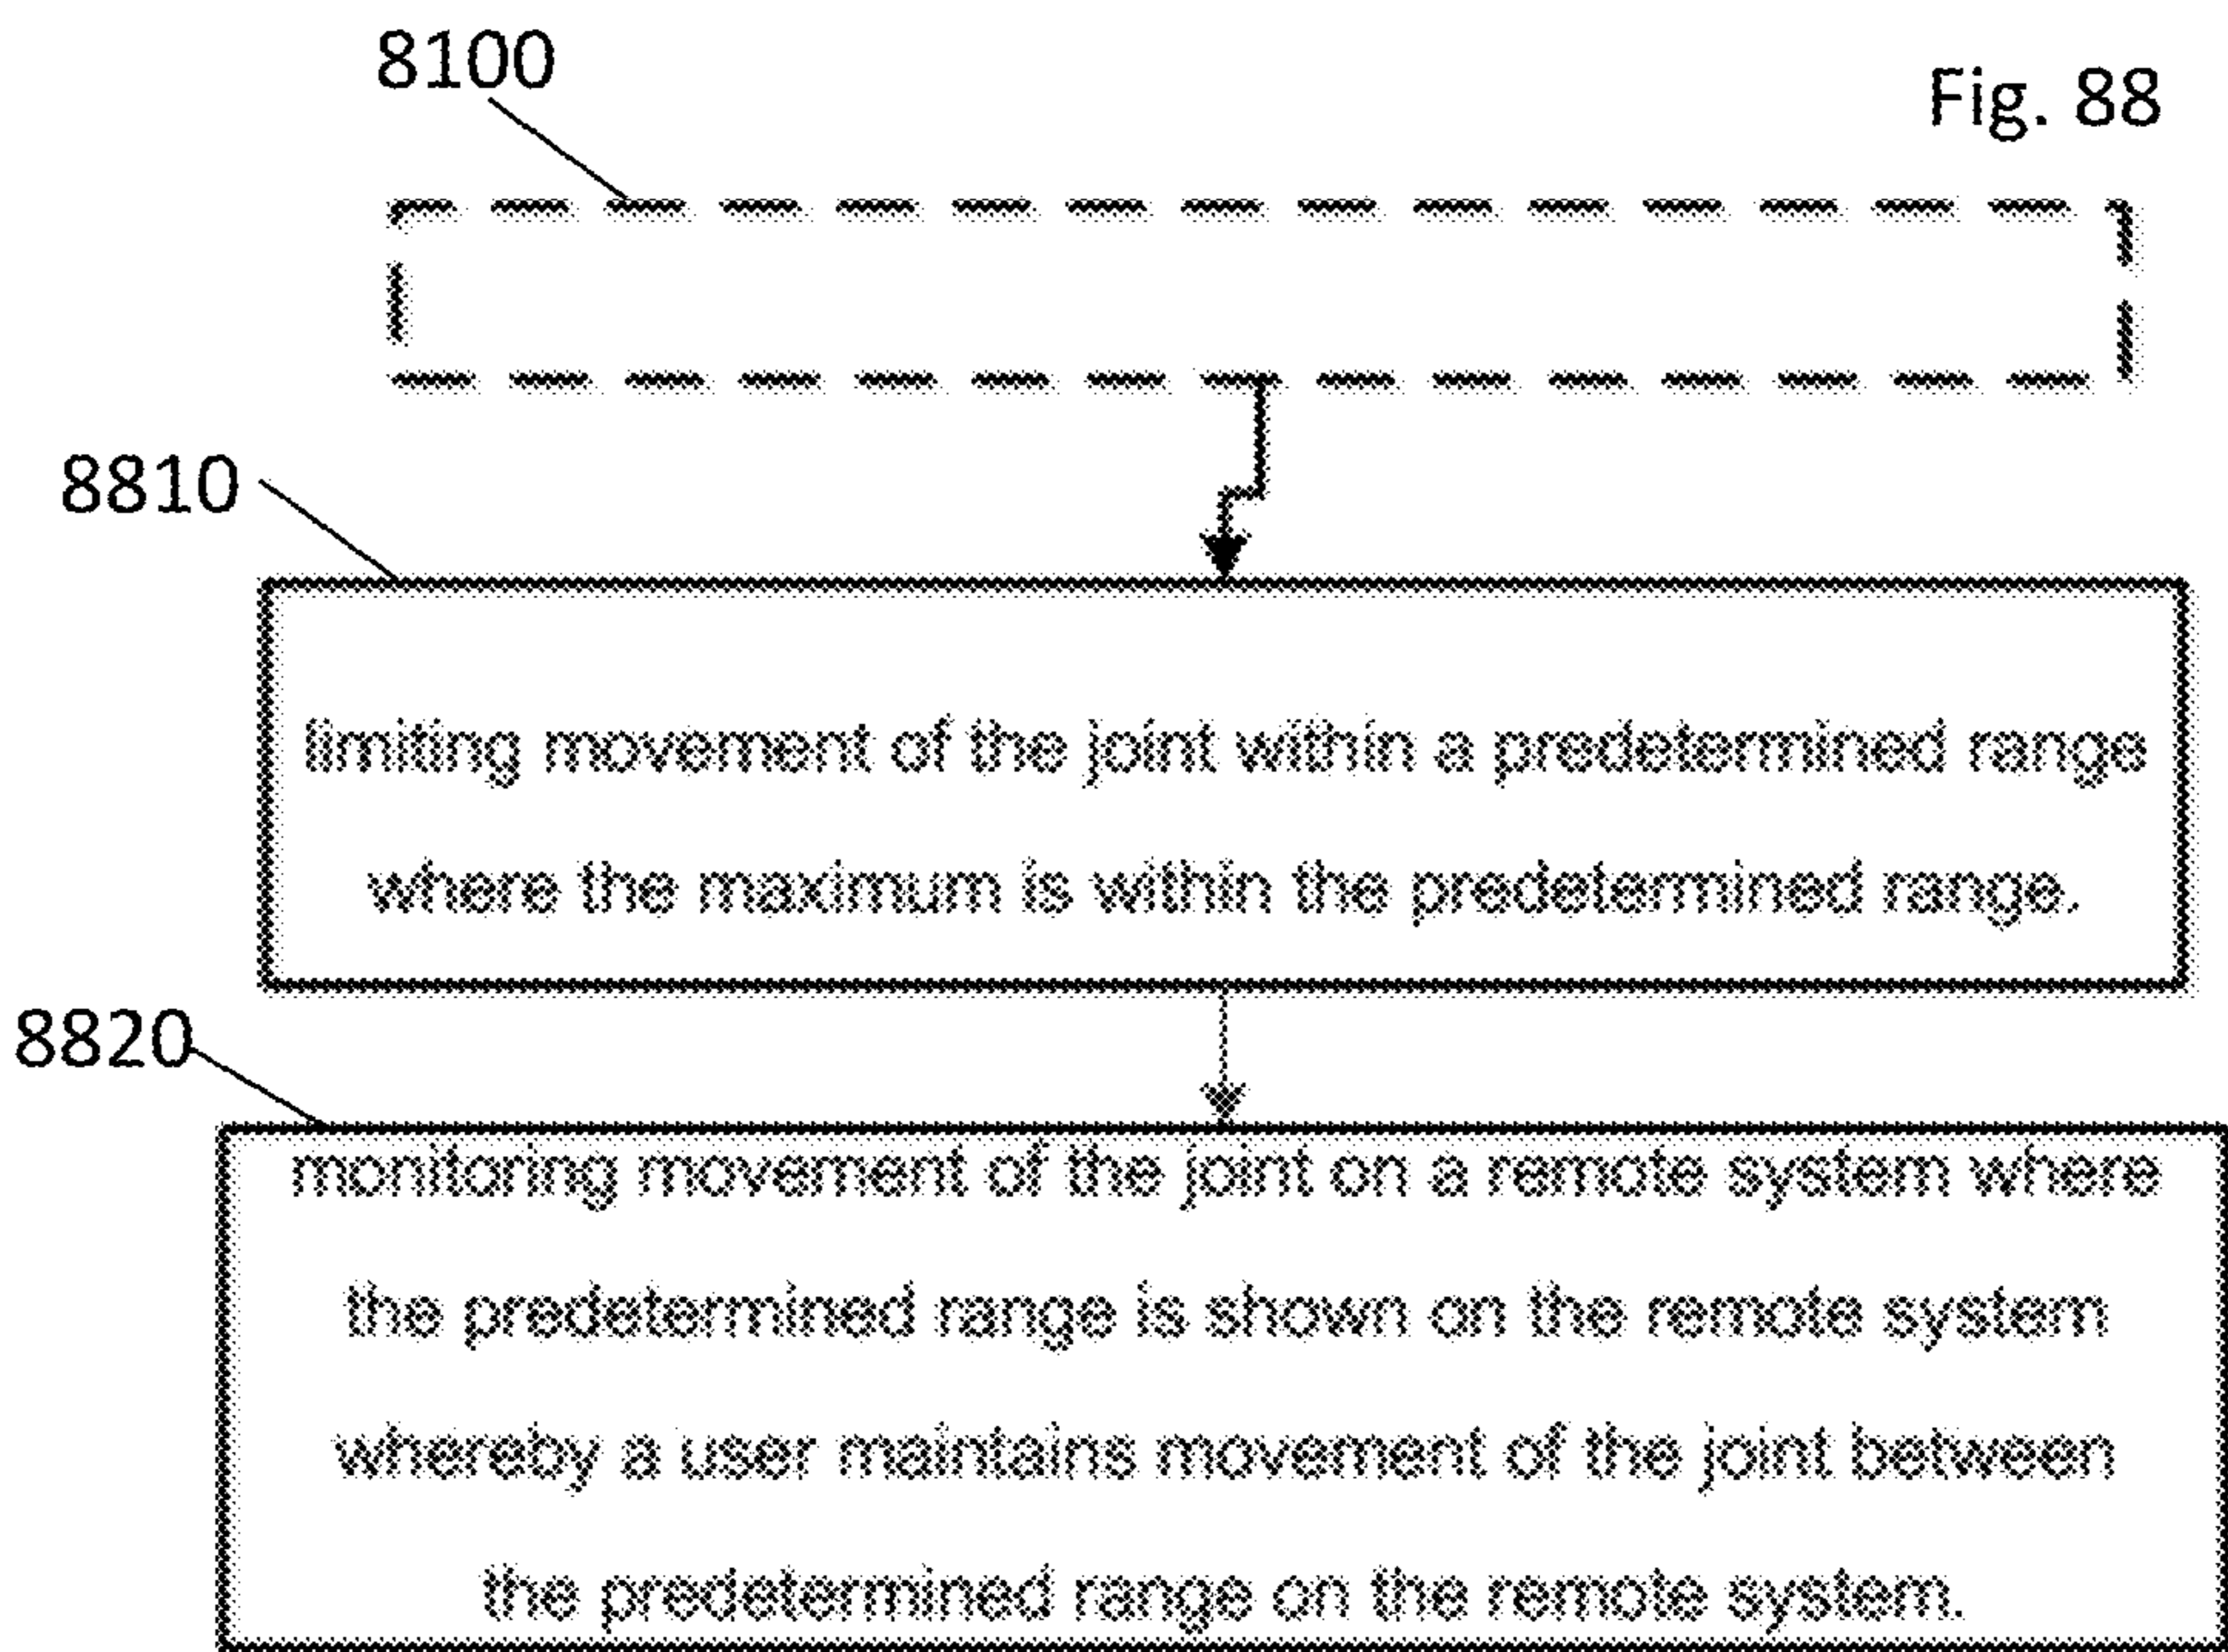 8100
Fig. 88
8810
limiting movement of the joint within a predetermined range
where the maximum is within the predetermined range.
8820
monitoring movement of the joint on a remote system where
the predetermined range is shown on the remote system
whereby a user maintains movement of the joint between
the predetermined range on the remote system.